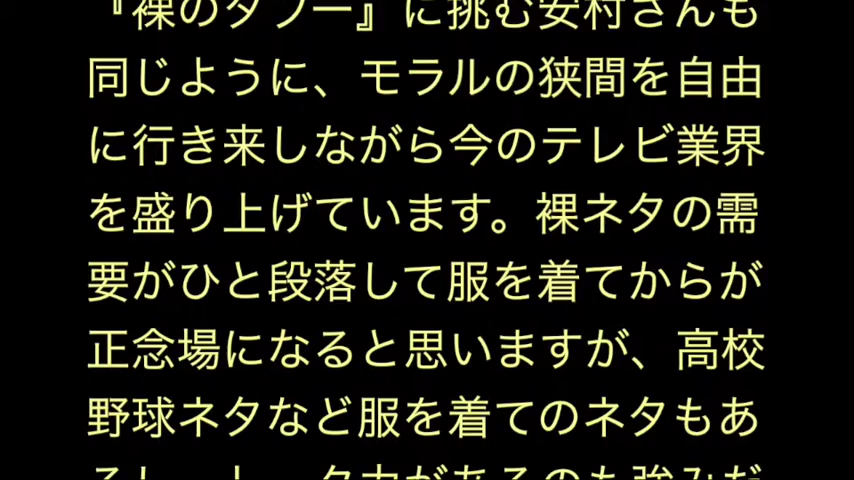 『裸のタブー』に挑む安村さんも
同じように、モラルの狭間を自由
に行き来しながら今のテレビ業界
を盛り上げています。裸ネタの需
要がひと段落して服を着てからが
正念場になると思いますが、高校
野球ネタなど服を着てのネタもあ